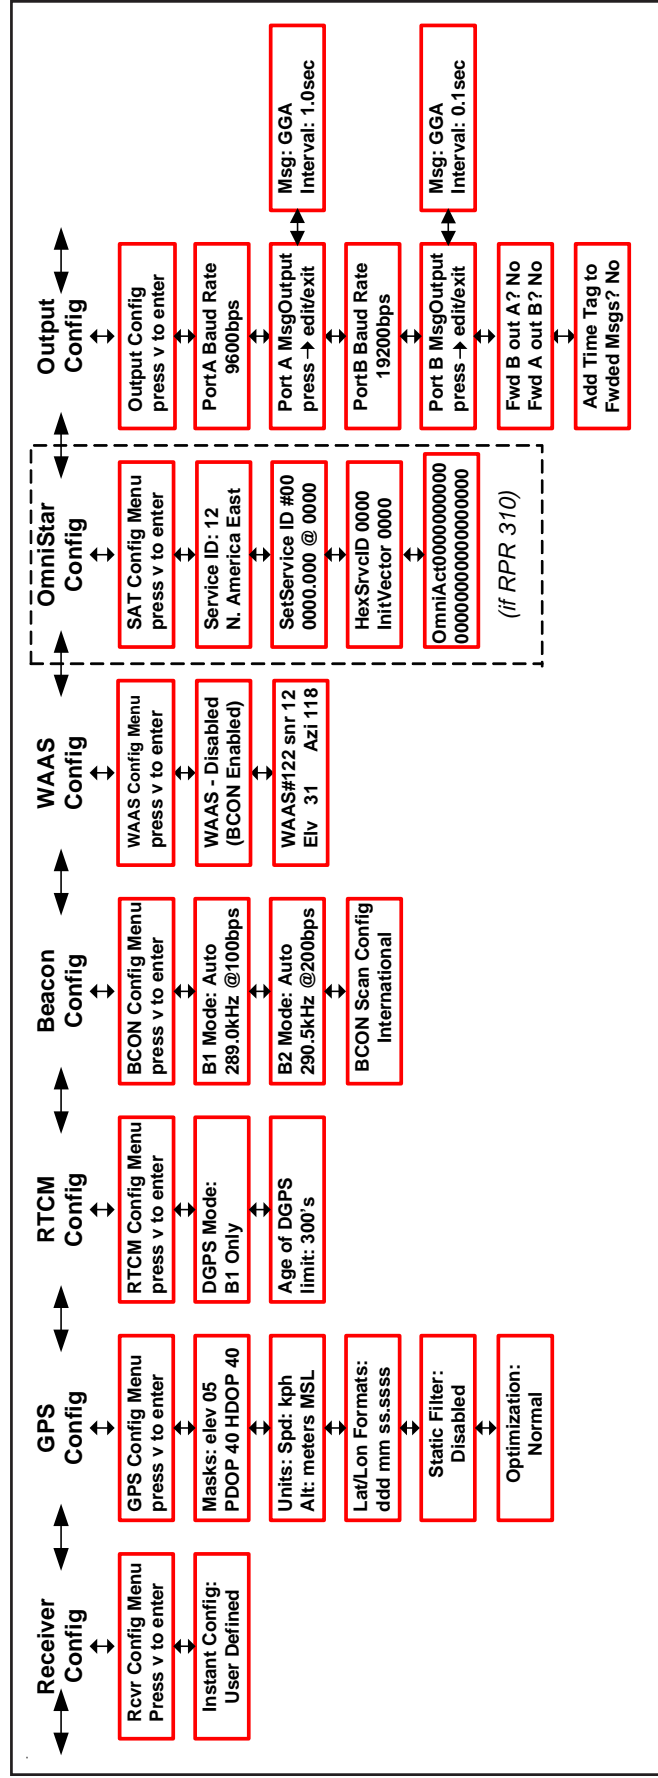 Receiver
Config
Rcvr Config Menu
Press v to enter
Instant Config:
User Defined
GPS
Config
GPS Config Menu
press v to enter
Masks: elev 05
PDOP 40 HDOP 40
Units: Spd: kph
Alt: meters MSL
Lat/Lon Formats:
ddd mm ss.ssss
Static Filter:
Disabled
Optimization:
Normal
RTCM
Config
RTCM Config Menu
press v to enter
DGPS Mode:
B1 Only
Age of DGPS
limit: 300's
Beacon
Config
BCON Config Menu
press v to enter
B1 Mode: Auto
289.0kHz @100bps
B2 Mode: Auto
290.5kHz @200bps
BCON Scan Config
International
WAAS
Config
WAAS Config Menu
press v to enter
WAAS - Disabled
(BCON Enabled)
WAAS#122 snr 12
Elv 31 Azi 118
OmniStar
Config
SAT Config Menu
press v to enter
Service ID: 12
N. America East
SetService ID #00
0000.000 @ 0000
HexSrvcID 0000
InitVector 0000
OmniAct0000000000
0000000000000000
(if RPR 310)
Output
Config
Output Config
press v to enter
PortA Baud Rate
9600bps
Port A MsgOutput
press → edit/exit
Msg: GGA
Interval: 1.0sec
PortB Baud Rate
19200bps
Port B MsgOutput
press → edit/exit
Msg: GGA
Interval: 0.1sec
Fwd B out A? No
Fwd A out B? No
Add Time Tag to
Fwded Msgs? No